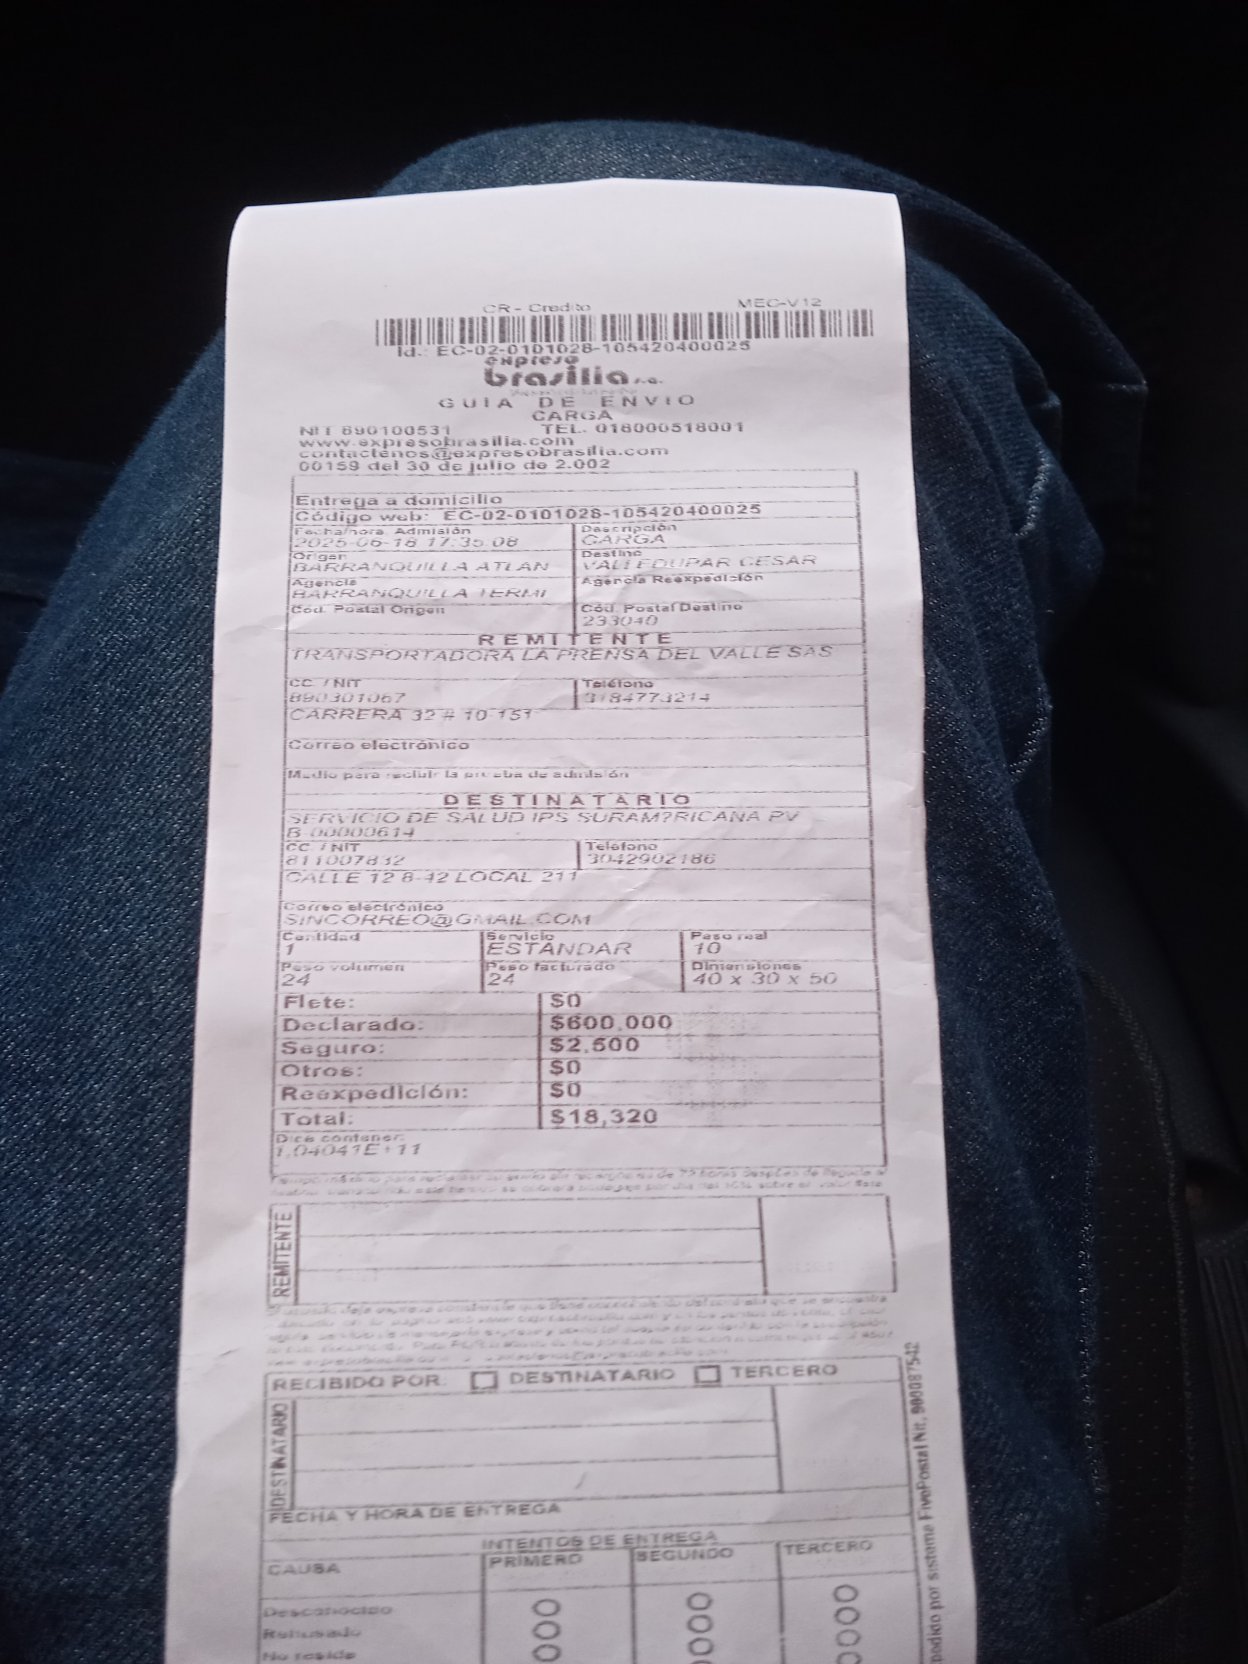 CR - Credito MEC-V12
Id.: EC-02-0101028-105420400025
expreso
brasilia s.a.
GUIA DE ENVIO
CARGA
NIT 890100531 TEL. 018000518001
www.expresobrasilia.com
contactenos@expresobrasilia.com
00159 del 30 de julio de 2.002
Entrega a domicilio
Código web: EC-02-0101028-105420400025
Fecha/hora Admisión Descripción
2025-06-18 17:35:08 CARGA
Origen Destino
BARRANQUILLA ATLAN VALLEDUPAR CESAR
Agencia Agencia Reexpedición
BARRANQUILLA TERMI
Cód. Postal Origen Cód. Postal Destino
233040
REMITENTE
TRANSPORTADORA LA PRENSA DEL VALLE SAS
CC. / NIT Teléfono
890301067 3184773214
CARRERA 32 # 10 151
Correo electrónico
Medio para recibir la prueba de admisión
DESTINATARIO
SERVICIO DE SALUD IPS SURAM?RICANA PV
B-00000614
CC. / NIT Teléfono
811007832 3042902186
CALLE 12 8-42 LOCAL 211
Correo electrónico
SINCORREO@GMAIL.COM
Cantidad Servicio Peso real
1 ESTANDAR 10
Peso volumen Peso facturado Dimensiones
24 24 40 x 30 x 50
Flete: $0
Declarado: $600,000
Seguro:
Otros: $0
Reexpedición: $0
Total: $18,320
Dice contener:
1.04041E+11
REMITENTE
RECIBIDO POR: DESTINATARIO TERCERO
DESTINATARIO
FECHA Y HORA DE ENTREGA
INTENTOS DE ENTREGA
CAUSA PRIMERO SEGUNDO TERCERO
Desconocido
Rehusado
No reside
por sistema FivePostal Nit. 900087542